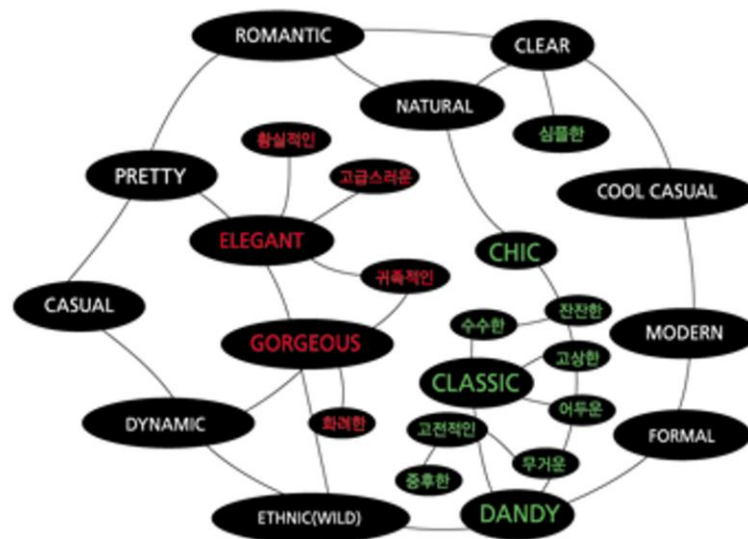 ROMANTIC
CLEAR
NATURAL
심플한
황실적인
PRETTY
고급스러운
COOL CASUAL
ELEGANT
CHIC
귀족적인
CASUAL
잔잔한
수수한
GORGEOUS
MODERN
고상한
CLASSIC
어두운
DYNAMIC
화려한
고전적인
FORMAL
무거운
중후한
ETHNIC(WILD)
DANDY